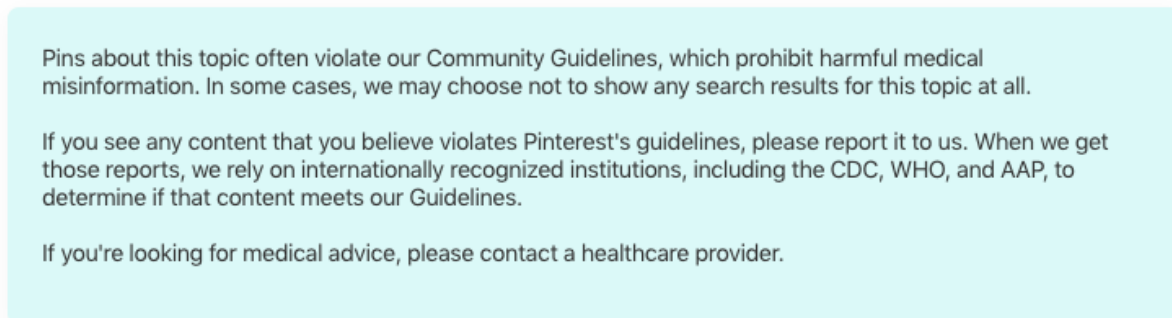 Pins about this topic often violate our Community Guidelines, which prohibit harmful medical
misinformation. In some cases, we may choose not to show any search results for this topic at all.
If you see any content that you believe violates Pinterest's guidelines, please report it to us. When we get
those reports, we rely on internationally recognized institutions, including the CDC, WHO, and AAP, to
determine if that content meets our Guidelines.
If you're looking for medical advice, please contact a healthcare provider.